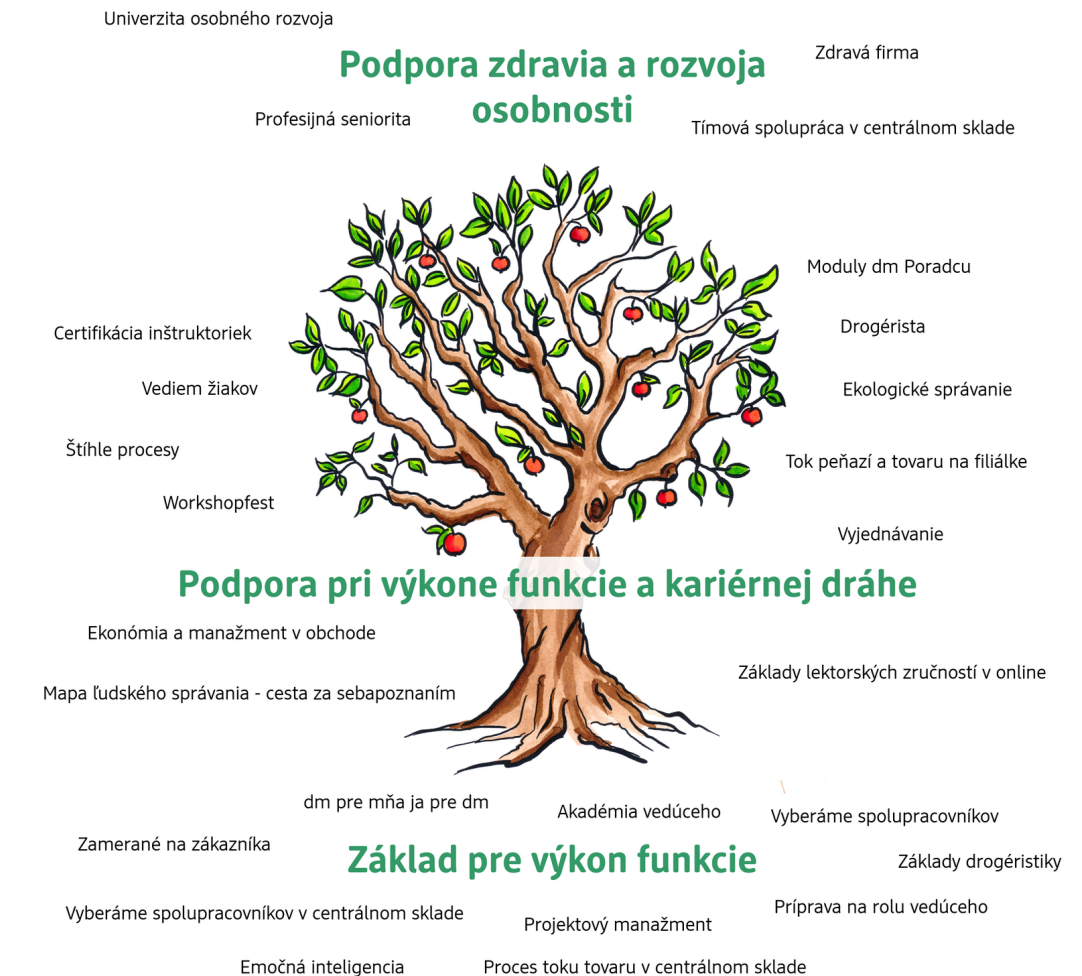 Univerzita osobného rozvoja
Zdravá firma
Podpora zdravia a rozvoja
osobnosti
Profesijná seniorita
Tímová spolupráca v centrálnom sklade
Moduly dm Poradcu
Certifikácia inštruktoriek
Drogérista
Vediem žiakov
Ekologické správanie
Štíhle procesy
Tok peňazí a tovaru na filiálke
Workshopfest
Vyjednávanie
Podpora pri výkone funkcie a kariérnej dráhe
Ekonómia a manažment v obchode
Základy lektorských zručností v online
Mapa ľudského správania - cesta za sebapoznaním
dm pre mňa ja pre dm
Akadémia vedúceho
Vyberáme spolupracovníkov
Zamerané na zákazníka
Základ pre výkon funkcie
Základy drogéristiky
Vyberáme spolupracovníkov v centrálnom sklade
Príprava na rolu vedúceho
Projektový manažment
Emočná inteligencia
Proces toku tovaru v centrálnom sklade